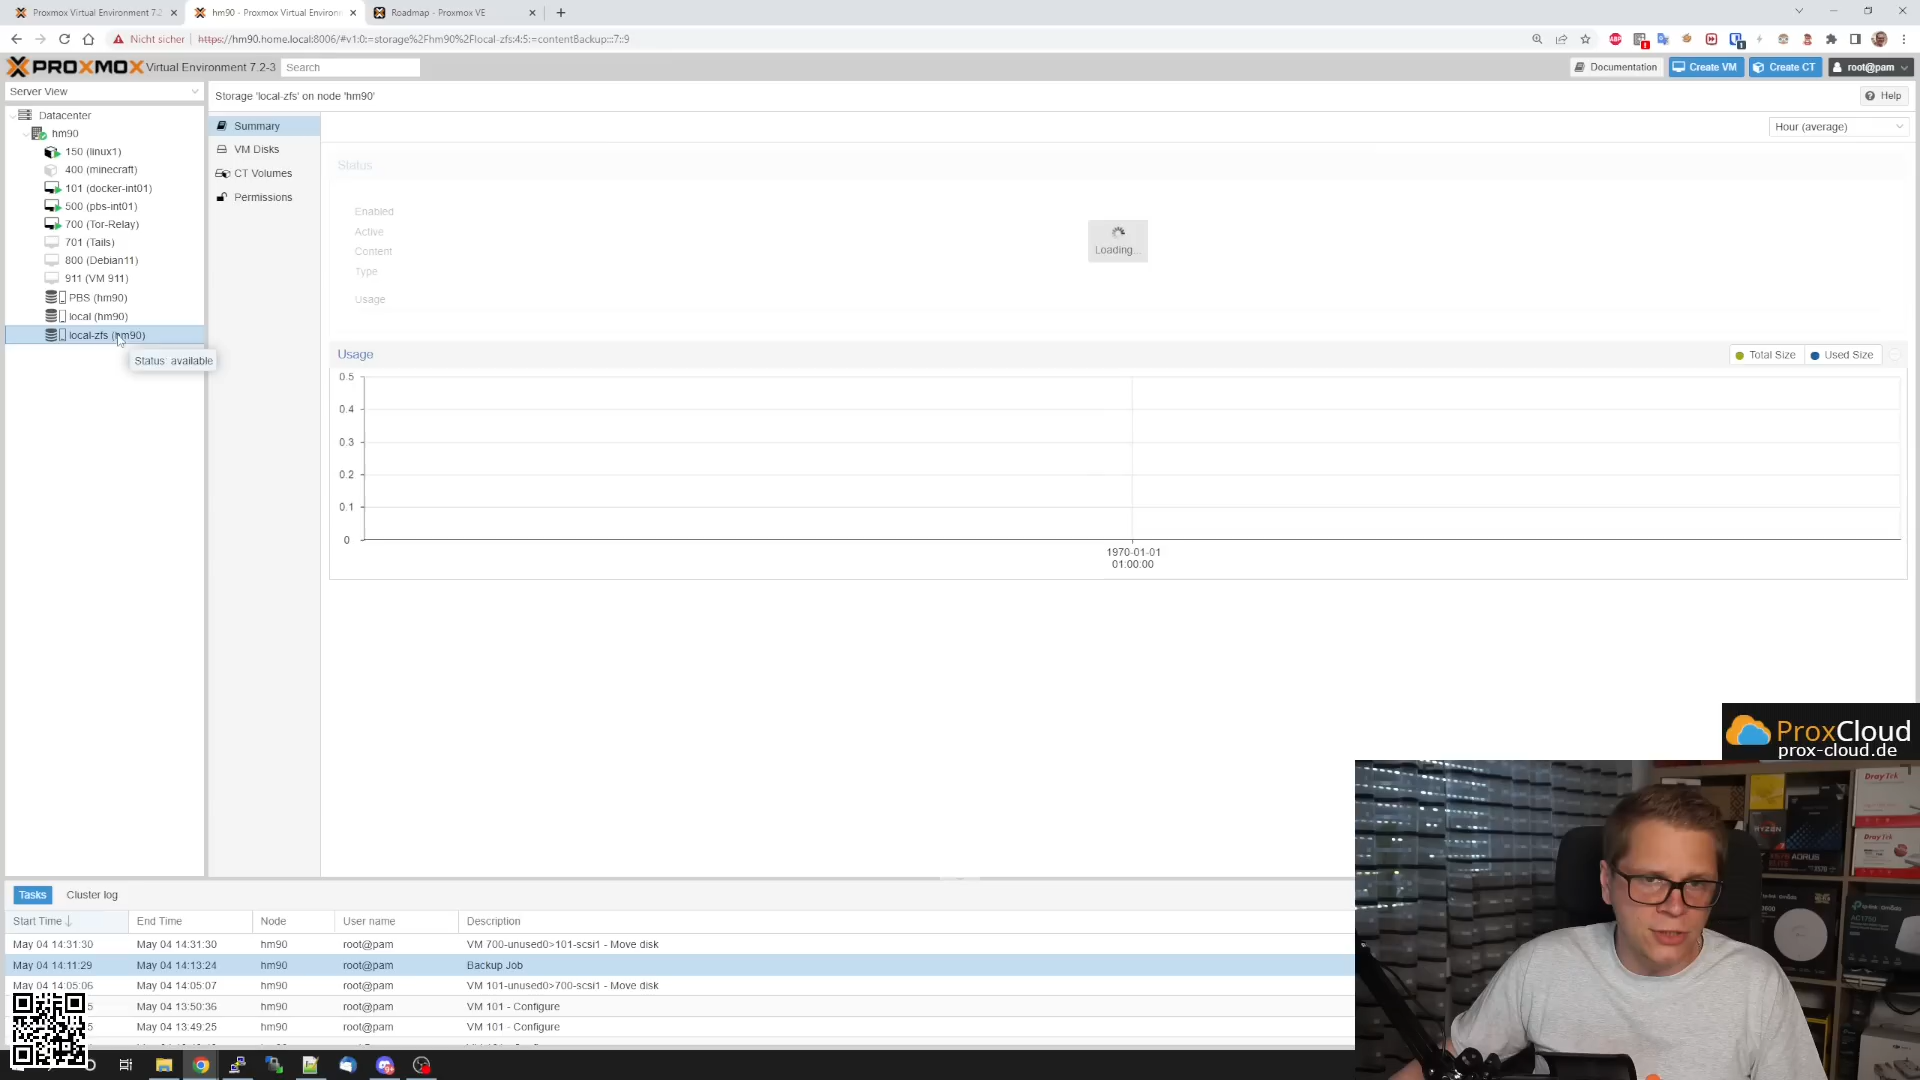 Proxmox Virtual Environment 7.2
hm90 - Proxmox Virtual Environm
Roadmap - Proxmox VE
Nicht sicher
https://hm90.home.local:8006/#v1:0:=storage%2Fhm90%2Flocal-zfs:4:5:=contentBackup:::7::9
PROXMOX Virtual Environment 7.2-3
Search
Documentation
Create VM
Create CT
root@pam
Server View
Storage 'local-zfs' on node 'hm90'
Help
Datacenter
hm90
150 (linux1)
400 (minecraft)
101 (docker-int01)
500 (pbs-int01)
700 (Tor-Relay)
701 (Tails)
800 (Debian11)
911 (VM 911)
PBS (hm90)
local (hm90)
local-zfs (hm90)
Status: available
Summary
VM Disks
CT Volumes
Permissions
Hour (average)
Status
Enabled
Active
Content
Type
Usage
Loading...
Usage
Total Size
Used Size
0.5
0.4
0.3
0.2
0.1
0
1970-01-01
01:00:00
ProxCloud
prox-cloud.de
Tasks
Cluster log
Start Time
End Time
Node
User name
Description
May 04 14:31:30 May 04 14:31:30 hm90 root@pam VM 700-unused0>101-scsi1 - Move disk
May 04 14:11:29 May 04 14:13:24 hm90 root@pam Backup Job
May 04 14:05:06 May 04 14:05:07 hm90 root@pam VM 101-unused0>700-scsi1 - Move disk
5 May 04 13:50:36 hm90 root@pam VM 101 - Configure
5 May 04 13:49:25 hm90 root@pam VM 101 - Configure
RYZEN
X570 AORUS
DrayTek
DrayTek
tp-link
AC1750